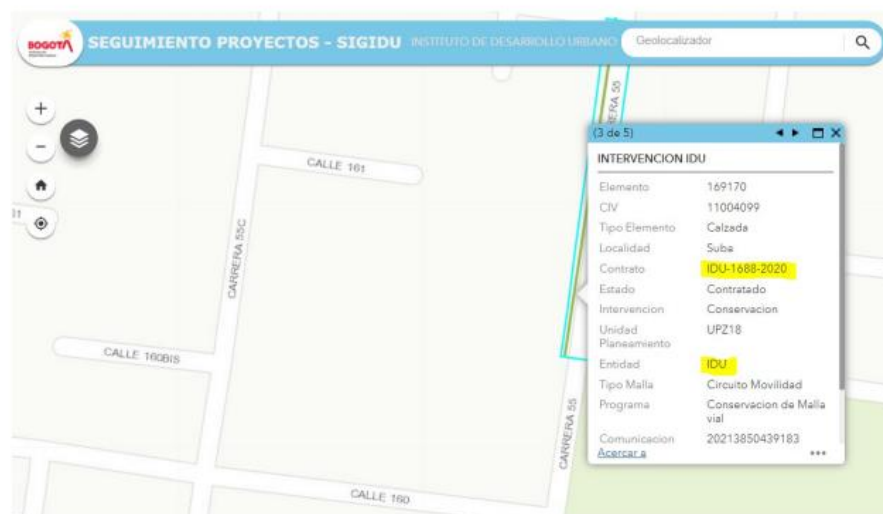 BOGOTÁ
SEGUIMIENTO PROYECTOS - SIGIDU INSTITUTO DE DESARROLLO URBANO
Geolocalizador
CARRERA 55
CALLE 161
CARRERA 55C
CALLE 160BIS
CARRERA 55
CALLE 160
(3 de 5)
INTERVENCION IDU
Elemento 169170
CIV 11004099
Tipo Elemento Calzada
Localidad Suba
Contrato IDU-1688-2020
Estado Contratado
Intervencion Conservacion
Unidad Planeamiento UPZ18
Entidad IDU
Tipo Malla Circuito Movilidad
Programa Conservacion de Malla
vial
Comunicacion 20213850439183
Acercar a